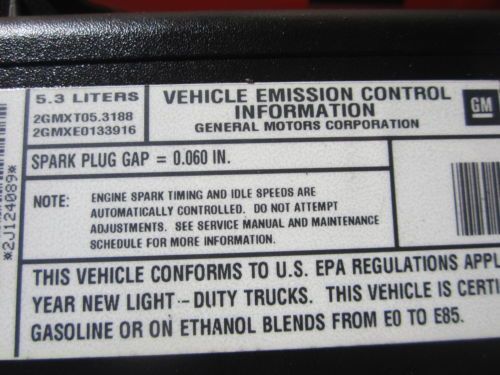 5.3 LITERS
2GMXT05.3188
2GMXE0133916
VEHICLE EMISSION CONTROL
INFORMATION
GENERAL MOTORS CORPORATION
GM
SPARK PLUG GAP = 0.060 IN.
NOTE: ENGINE SPARK TIMING AND IDLE SPEEDS ARE
AUTOMATICALLY CONTROLLED. DO NOT ATTEMPT
ADJUSTMENTS. SEE SERVICE MANUAL AND MAINTENANCE
SCHEDULE FOR MORE INFORMATION.
*2J124089*
THIS VEHICLE CONFORMS TO U.S. EPA REGULATIONS APPL
YEAR NEW LIGHT-DUTY TRUCKS. THIS VEHICLE IS CERTI
GASOLINE OR ON ETHANOL BLENDS FROM E0 TO E85.